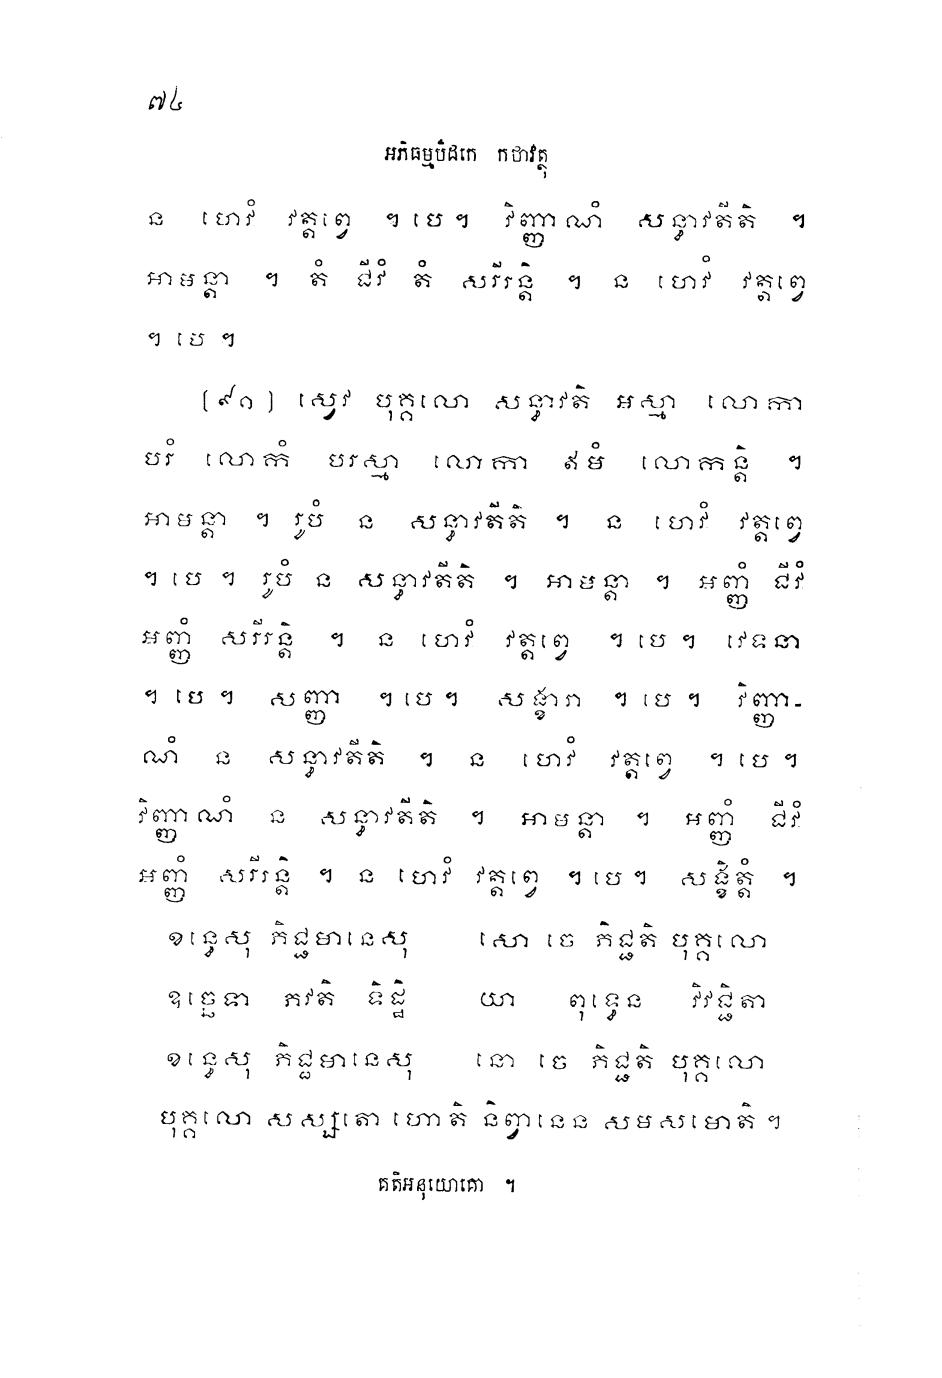 ៧៤
អភិធម្មបិដកេ កថាវត្ថុ
ន ហេវំ វត្តព្វេ ។បេ។ វិញ្ញាណំ សន្ធាវតីតិ ។
អាមន្តា ។ តំ ជីវំ តំ សរីរន្តិ ។ ន ហេវំ វត្តព្វេ
។បេ។
(៩១) ស្វេវ បុគ្គលោ សន្ធាវតិ អស្មា លោកា
បរំ លោកំ បរស្មា លោកា ឥមំ លោកន្តិ ។
អាមន្តា ។ រូបំ ន សន្ធាវតីតិ ។ ន ហេវំ វត្តព្វេ
។បេ។ រូបំ ន សន្ធាវតីតិ ។ អាមន្តា ។ អញ្ញំ ជីវំ
អញ្ញំ សរីរន្តិ ។ ន ហេវំ វត្តព្វេ ។បេ។ វេទនា
។បេ។ សញ្ញា ។បេ។ សង្ខារា ។បេ។ វិញ្ញា-
ណំ ន សន្ធាវតីតិ ។ ន ហេវំ វត្តព្វេ ។បេ។
វិញ្ញាណំ ន សន្ធាវតីតិ ។ អាមន្តា ។ អញ្ញំ ជីវំ
អញ្ញំ សរីរន្តិ ។ ន ហេវំ វត្តព្វេ ។បេ។ សង្ខិត្តំ ។
ខន្ធេសុ ភិជ្ជមានេសុ សោ ចេ ភិជ្ជតិ បុគ្គលោ
ឧច្ឆេទា ភវតិ ទិដ្ឋិ យា ពុទ្ធេន វិវជ្ជិតា
ខន្ធេសុ ភិជ្ជមានេសុ នោ ចេ ភិជ្ជតិ បុគ្គលោ
បុគ្គលោ សស្សតោ ហោតិ និព្វានេន សមសមោតិ ។
គតិអនុយោគោ ។